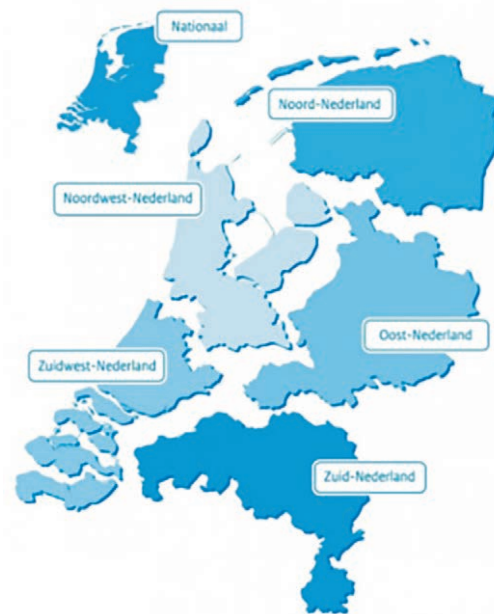 Nationaal
Noord-Nederland
Noordwest-Nederland
Oost-Nederland
Zuidwest-Nederland
Zuid-Nederland